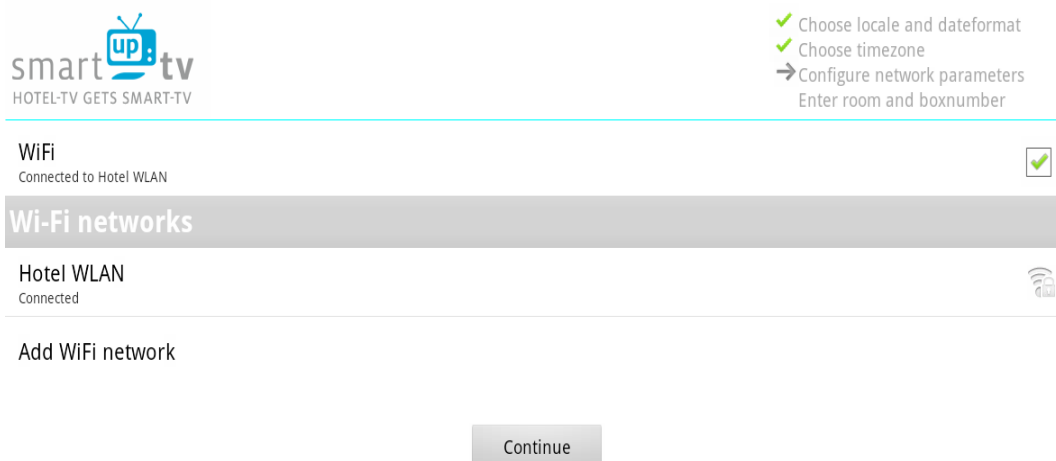 smart up tv
HOTEL-TV GETS SMART-TV
Choose locale and dateformat
Choose timezone
Configure network parameters
Enter room and boxnumber
WiFi
Connected to Hotel WLAN
Wi-Fi networks
Hotel WLAN
Connected
Add WiFi network
Continue